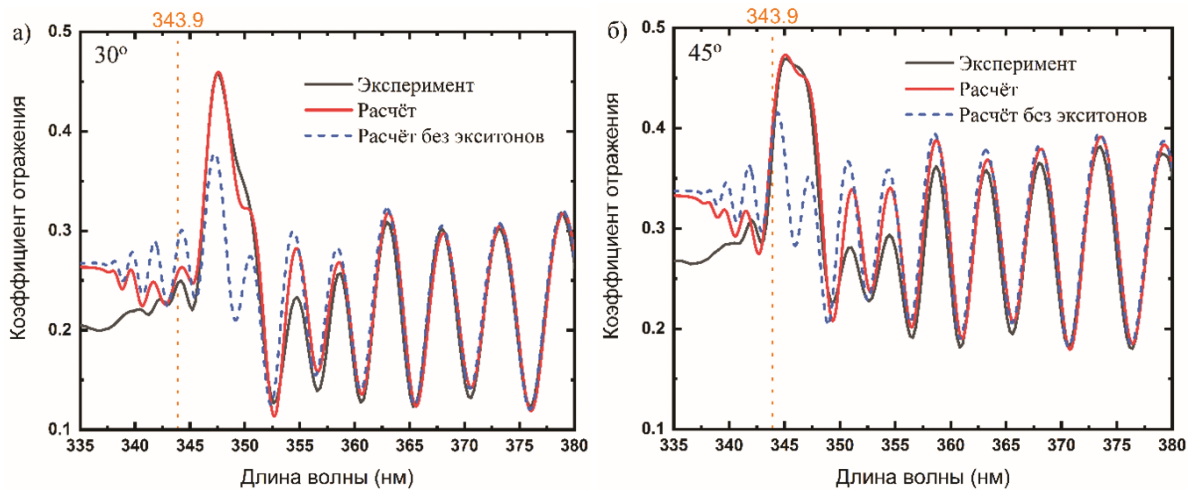 343.9
а)
30°
Эксперимент
Расчёт
Расчёт без экситонов
Коэффициент отражения
0.5
0.4
0.3
0.2
0.1
335 340 345 350 355 360 365 370 375 380
Длина волны (нм)
343.9
б)
45°
Эксперимент
Расчёт
Расчёт без экситонов
Коэффициент отражения
0.5
0.4
0.3
0.2
0.1
335 340 345 350 355 360 365 370 375 380
Длина волны (нм)